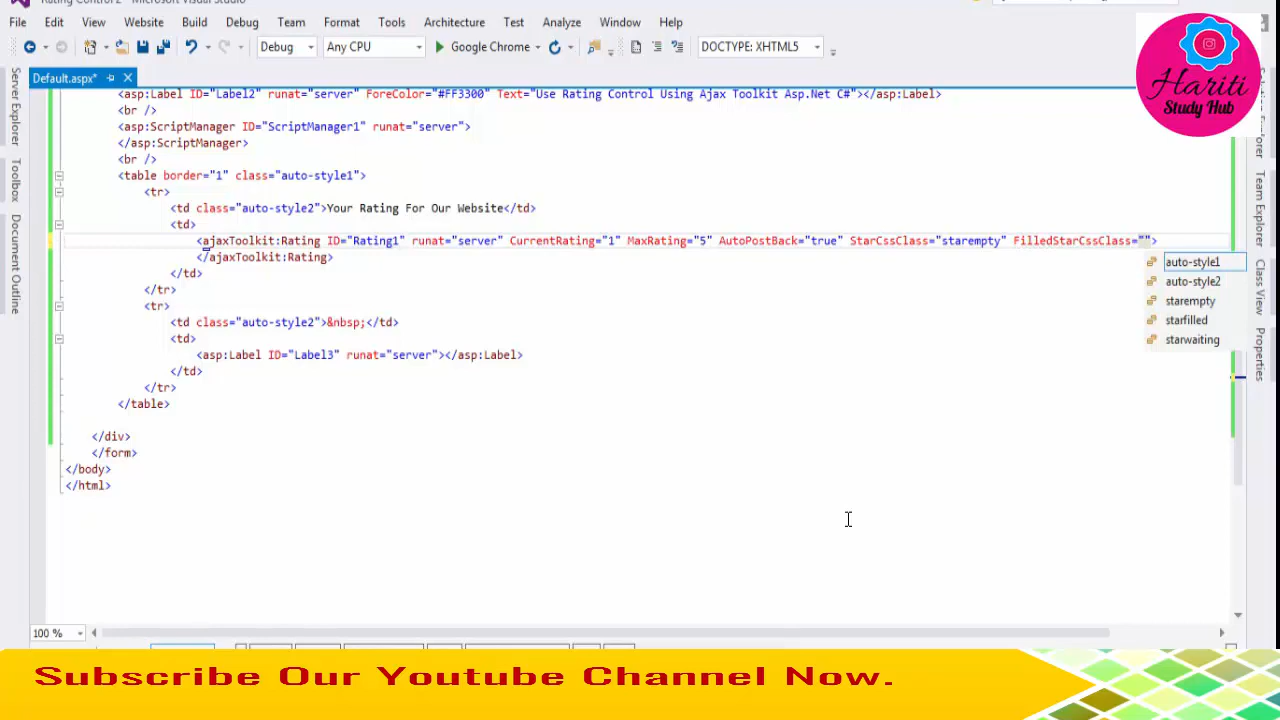 Rating Control 2 - Microsoft Visual Studio
File Edit View Website Build Debug Team Format Tools Architecture Test Analyze Window Help
Debug Any CPU Google Chrome DOCTYPE: XHTML5
Hariti
Study Hub
Default.aspx*
Server Explorer
Toolbox
Document Outline
<asp:Label ID="Label2" runat="server" ForeColor="#FF3300" Text="Use Rating Control Using Ajax Toolkit Asp.Net C#"></asp:Label>
<br />
<asp:ScriptManager ID="ScriptManager1" runat="server">
</asp:ScriptManager>
<br />
<table border="1" class="auto-style1">
<tr>
<td class="auto-style2">Your Rating For Our Website</td>
<td>
<ajaxToolkit:Rating ID="Rating1" runat="server" CurrentRating="1" MaxRating="5" AutoPostBack="true" StarCssClass="starempty" FilledStarCssClass="">
</ajaxToolkit:Rating>
</td>
</tr>
<tr>
<td class="auto-style2">&nbsp;</td>
<td>
<asp:Label ID="Label3" runat="server"></asp:Label>
</td>
</tr>
</table>
</div>
</form>
</body>
</html>
auto-style1
auto-style2
starempty
starfilled
starwaiting
Team Explorer
Class View
Properties
100 %
Subscribe Our Youtube Channel Now.